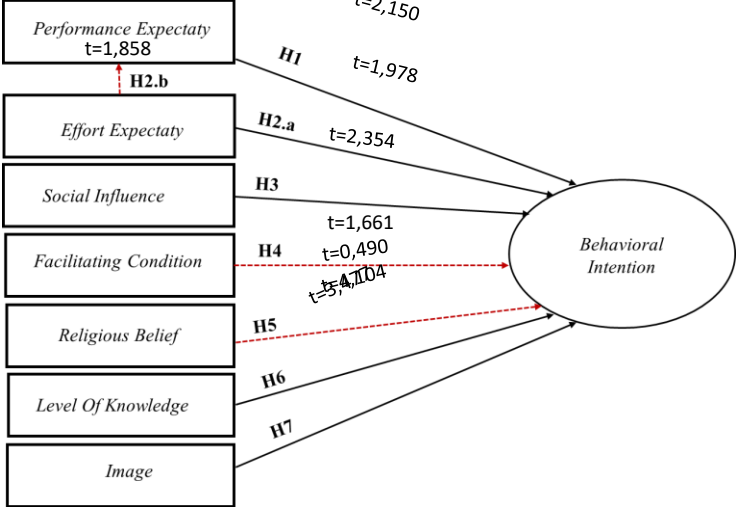 t=2,150
Performance Expectaty
t=1,858
H1
t=1,978
H2.b
Effort Expectaty
H2.a
t=2,354
Social Influence
H3
t=1,661
Behavioral
Intention
Facilitating Condition
H4
t=0,490
Religious Belief
H5
Level Of Knowledge
H6
H7
Image